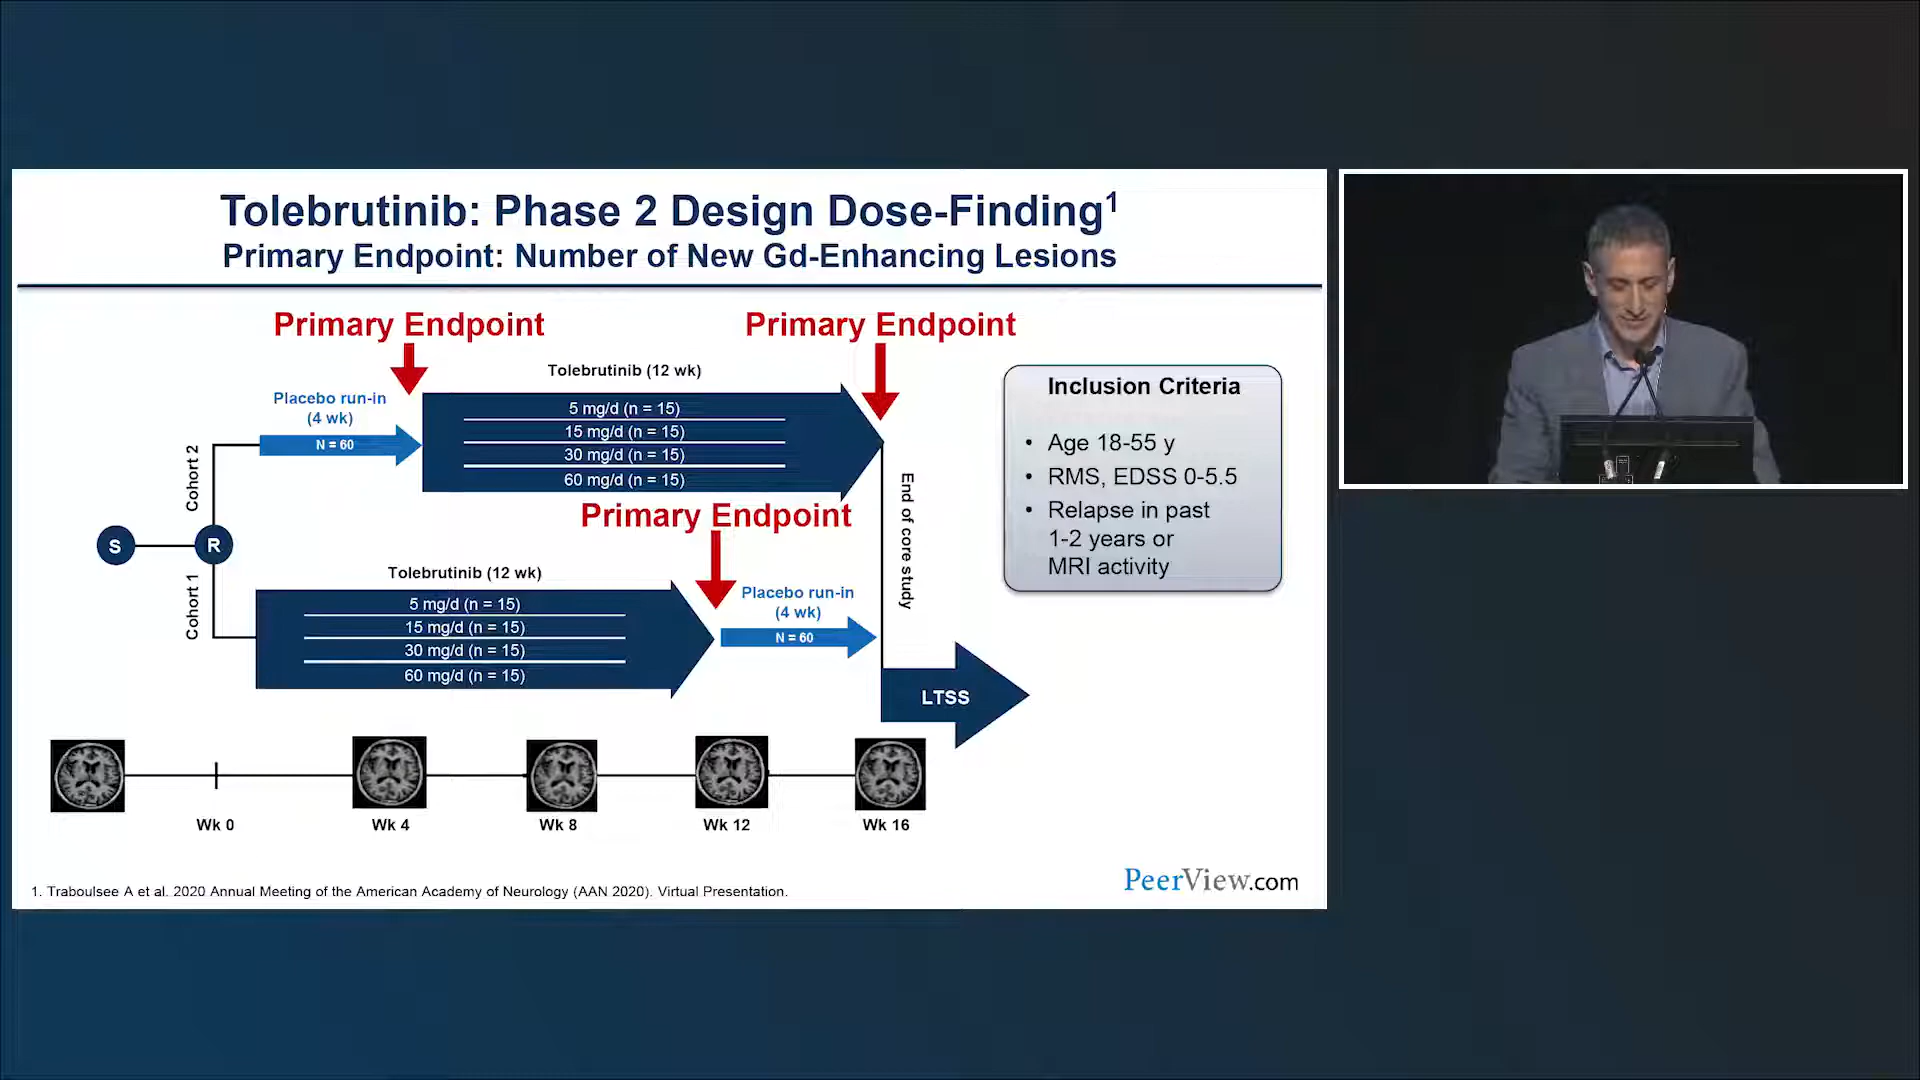 Tolebrutinib: Phase 2 Design Dose-Finding1
Primary Endpoint: Number of New Gd-Enhancing Lesions
Primary Endpoint
Primary Endpoint
Tolebrutinib (12 wk)
Placebo run-in
(4 wk)
N = 60
5 mg/d (n = 15)
15 mg/d (n = 15)
30 mg/d (n = 15)
60 mg/d (n = 15)
Cohort 2
S
R
Cohort 1
Primary Endpoint
Tolebrutinib (12 wk)
5 mg/d (n = 15)
15 mg/d (n = 15)
30 mg/d (n = 15)
60 mg/d (n = 15)
Placebo run-in
(4 wk)
N = 60
End of core study
LTSS
Inclusion Criteria
• Age 18-55 y
• RMS, EDSS 0-5.5
• Relapse in past
1-2 years or
MRI activity
Wk 0
Wk 4
Wk 8
Wk 12
Wk 16
1. Traboulsee A et al. 2020 Annual Meeting of the American Academy of Neurology (AAN 2020). Virtual Presentation.
PeerView.com